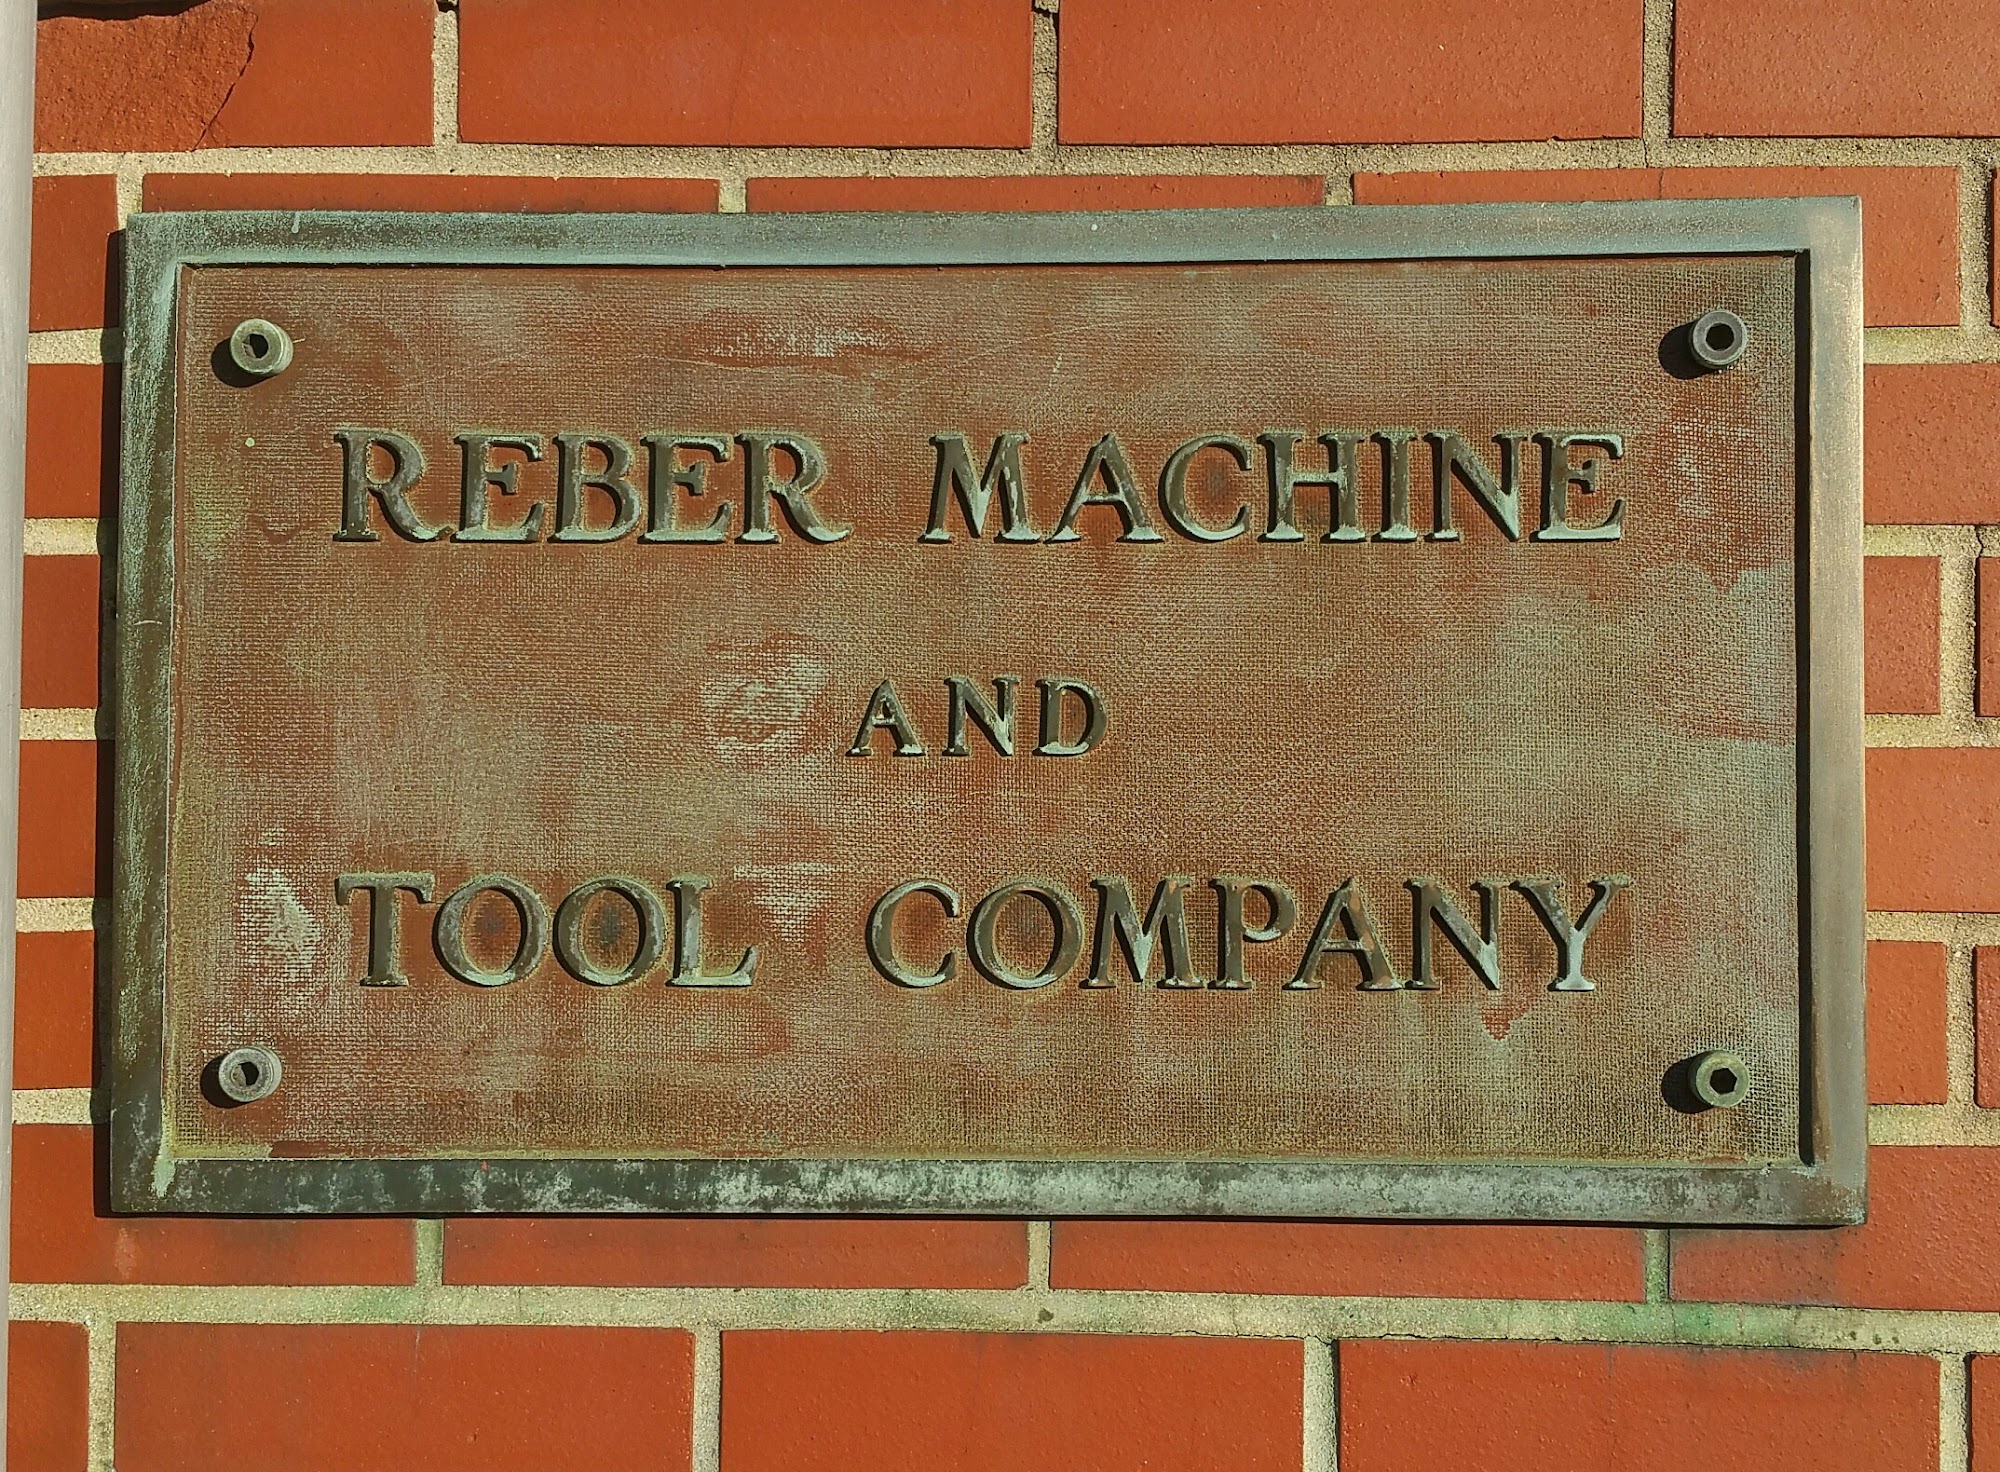 REBER MACHINE
AND
TOOL COMPANY